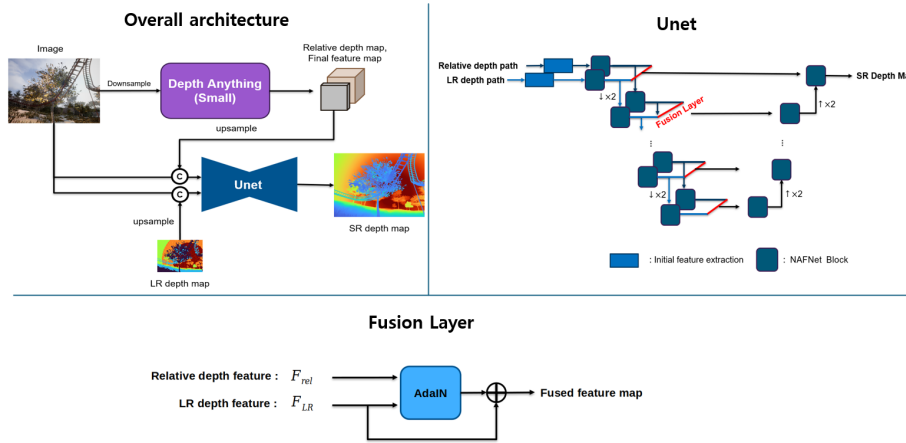 Overall architecture
Image
Downsample
Depth Anything
(Small)
Relative depth map,
Final feature map
upsample
C
C
Unet
upsample
SR depth map
LR depth map
Unet
Relative depth path
LR depth path
SR Depth Ma
↓×2
Fusion Layer
↑×2
⋮
⋮
↓×2
↑×2
: Initial feature extraction
: NAFNet Block
Fusion Layer
Relative depth feature : F_rel
LR depth feature : F_LR
AdaIN
Fused feature map